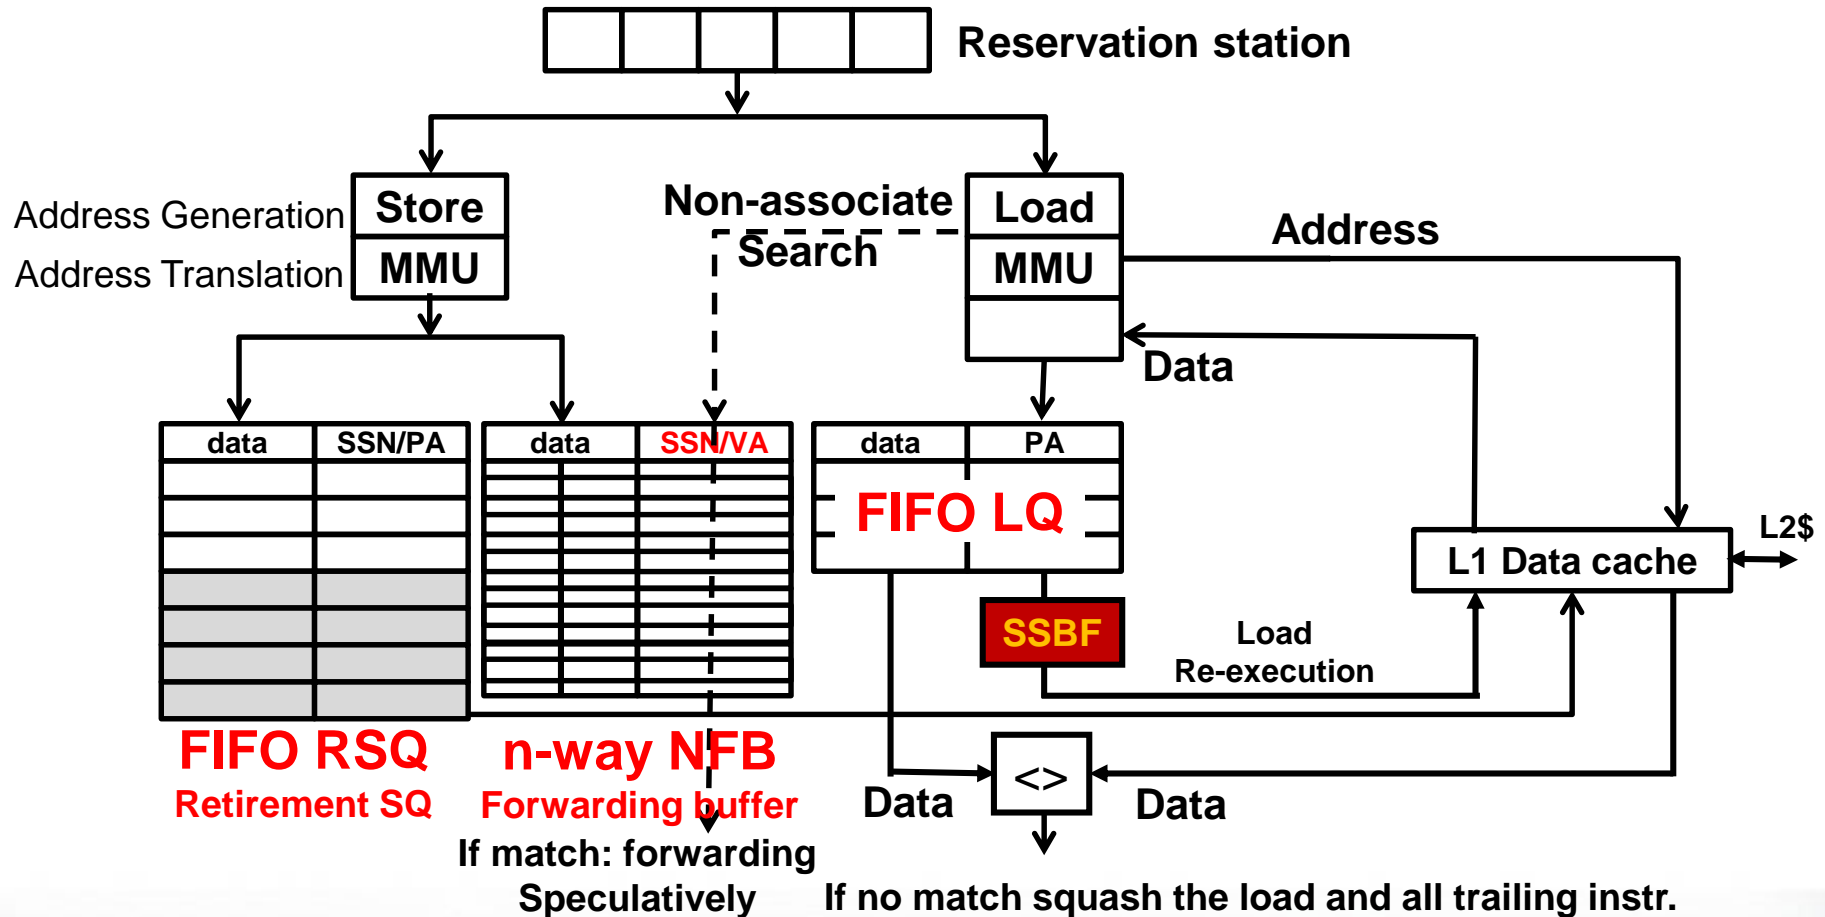 Reservation station
Address Generation
Address Translation
Store
MMU
Non-associate
Search
Load
MMU
Address
Data
data
SSN/PA
data
SSN/VA
data
PA
FIFO LQ
L1 Data cache
L2$
SSBF
Load
Re-execution
FIFO RSQ
Retirement SQ
n-way NFB
Forwarding buffer
If match: forwarding
Speculatively
Data
<>
Data
If no match squash the load and all trailing instr.